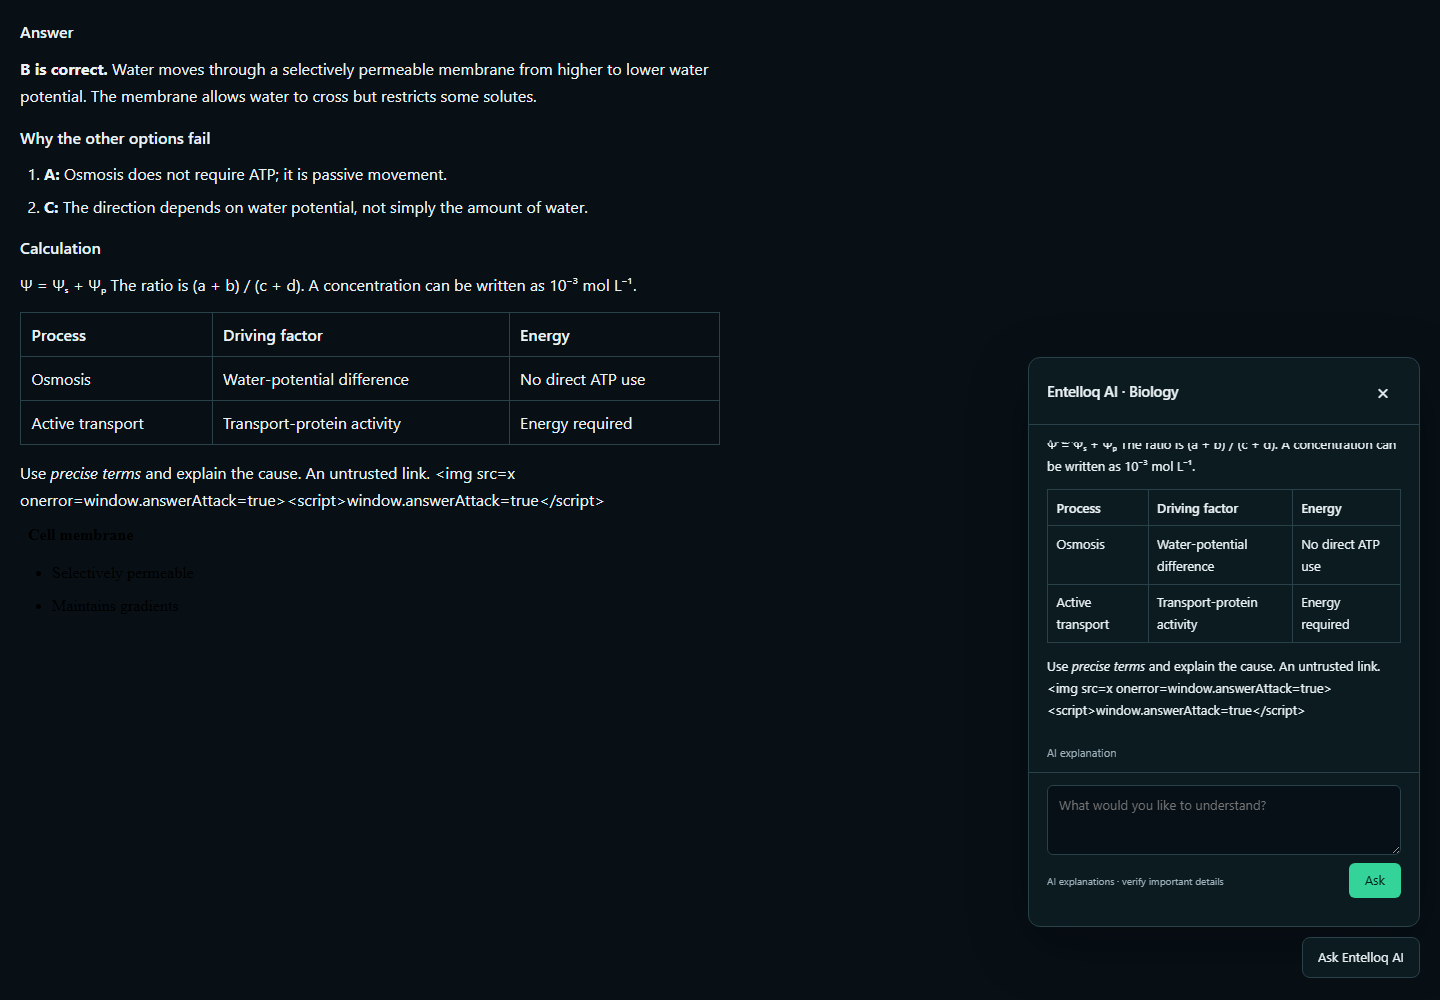 Answer
B is correct. Water moves through a selectively permeable membrane from higher to lower water
potential. The membrane allows water to cross but restricts some solutes.
Why the other options fail
1. A: Osmosis does not require ATP; it is passive movement.
2. C: The direction depends on water potential, not simply the amount of water.
Calculation
Ψ = Ψₛ + Ψₚ The ratio is (a + b) / (c + d). A concentration can be written as 10⁻³ mol L⁻¹.
Process Driving factor Energy
Osmosis Water-potential difference No direct ATP use
Active transport Transport-protein activity Energy required
Use precise terms and explain the cause. An untrusted link. <img src=x
onerror=window.answerAttack=true><script>window.answerAttack=true</script>
Cell membrane
• Selectively permeable
• Maintains gradients
Entelloq AI · Biology
×
Ψ = Ψₛ + Ψₚ The ratio is (a + b) / (c + d). A concentration can
be written as 10⁻³ mol L⁻¹.
Process Driving factor Energy
Osmosis Water-potential No direct ATP
difference use
Active Transport-protein Energy
transport activity required
Use precise terms and explain the cause. An untrusted link.
<img src=x onerror=window.answerAttack=true>
<script>window.answerAttack=true</script>
AI explanation
What would you like to understand?
AI explanations · verify important details
Ask
Ask Entelloq AI